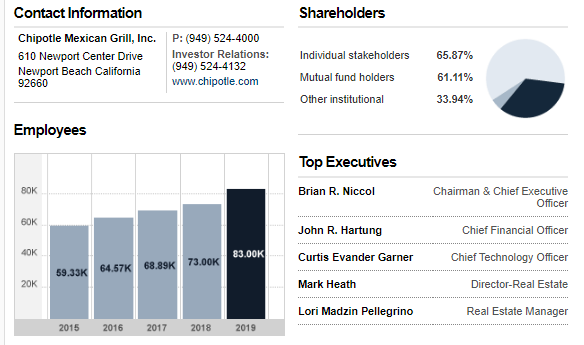 Contact Information
Chipotle Mexican Grill, Inc.
610 Newport Center Drive
Newport Beach California
92660
P: (949) 524-4000
Investor Relations:
(949) 524-4132
www.chipotle.com
Shareholders
Individual stakeholders 65.87%
Mutual fund holders 61.11%
Other institutional 33.94%
Employees
80K
60K
40K
20K
59.33K 64.57K 68.89K 73.00K 83.00K
2015 2016 2017 2018 2019
Top Executives
Brian R. Niccol Chairman & Chief Executive
Officer
John R. Hartung Chief Financial Officer
Curtis Evander Garner Chief Technology Officer
Mark Heath Director-Real Estate
Lori Madzin Pellegrino Real Estate Manager